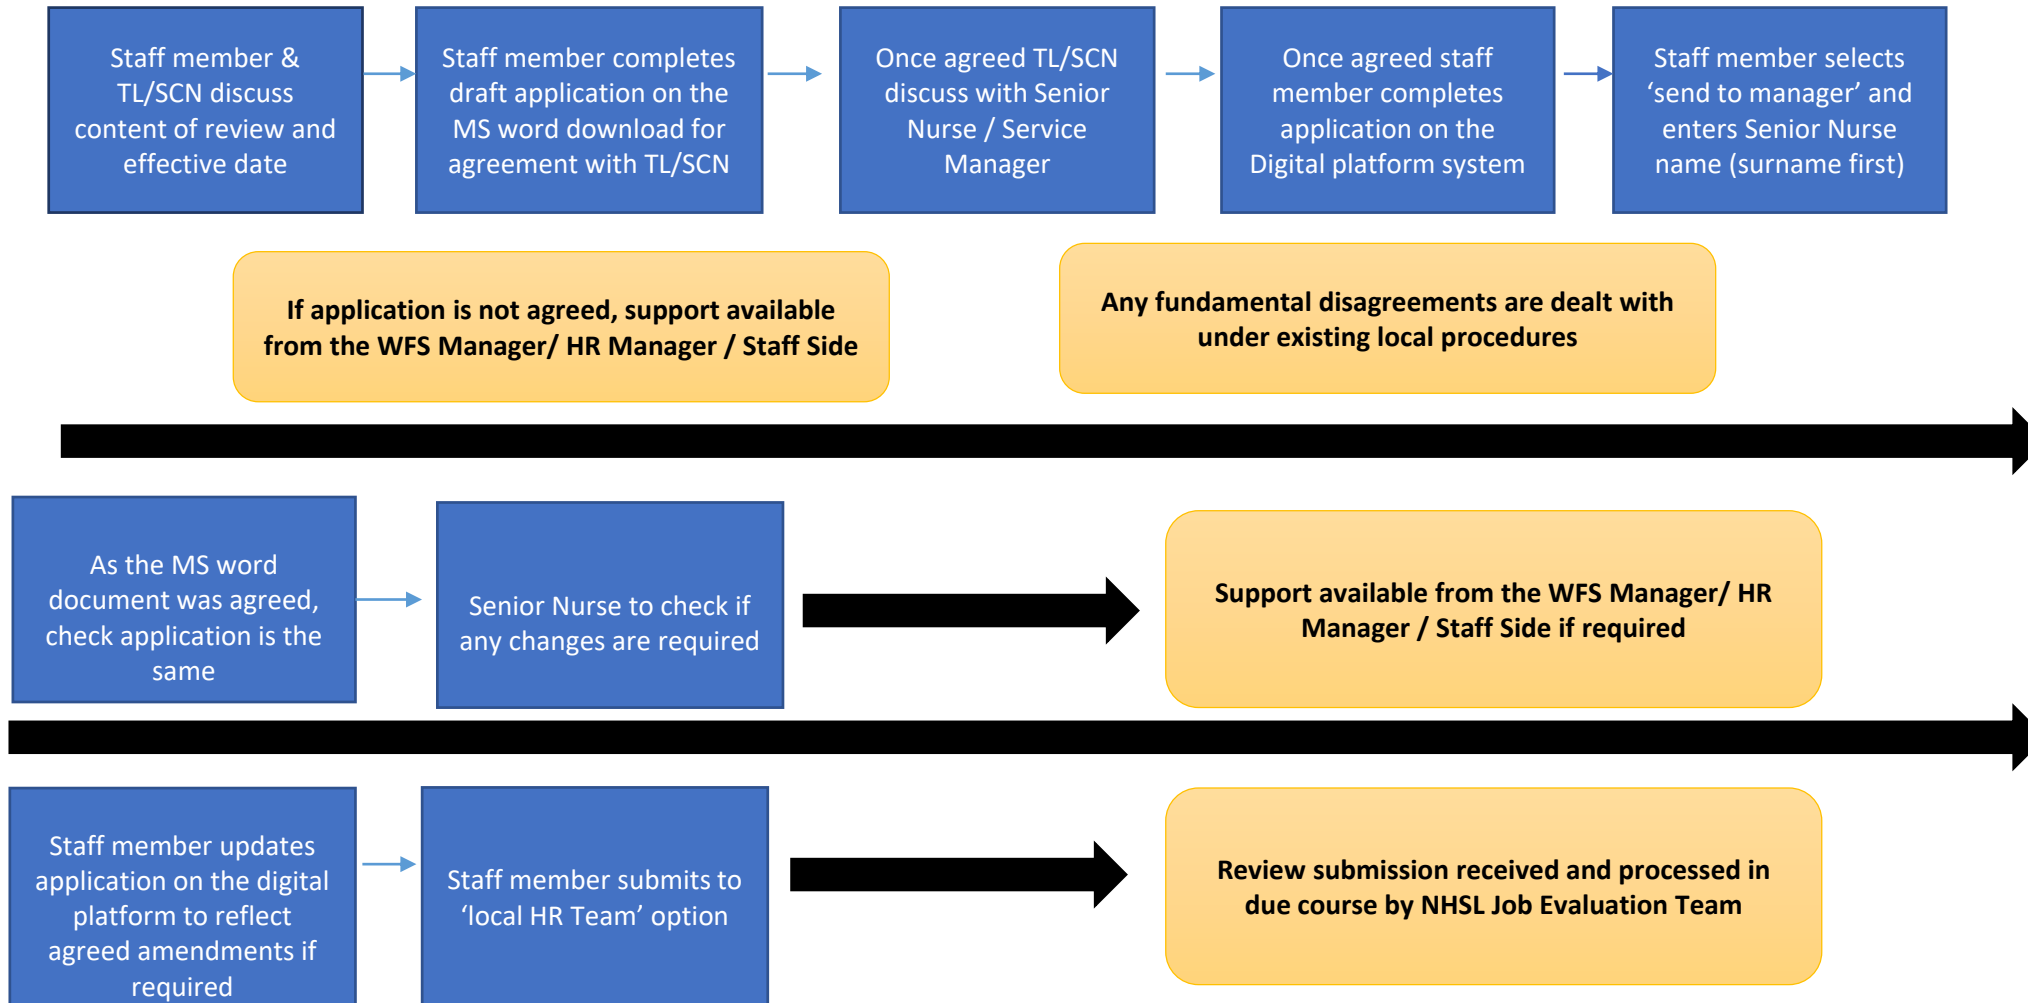 Staff member &
TL/SCN discuss
content of review and
effective date
Staff member completes
draft application on the
MS word download for
agreement with TL/SCN
Once agreed TL/SCN
discuss with Senior
Nurse / Service
Manager
Once agreed staff
member completes
application on the
Digital platform system
Staff member selects
‘send to manager’ and
enters Senior Nurse
name (surname first)
If application is not agreed, support available
from the WFS Manager/ HR Manager / Staff Side
Any fundamental disagreements are dealt with
under existing local procedures
As the MS word
document was agreed,
check application is the
same
Senior Nurse to check if
any changes are required
Support available from the WFS Manager/ HR
Manager / Staff Side if required
Staff member updates
application on the digital
platform to reflect
agreed amendments if
required
Staff member submits to
‘local HR Team’ option
Review submission received and processed in
due course by NHSL Job Evaluation Team